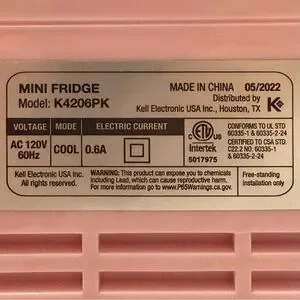 MINI FRIDGE
Model: K4206PK
MADE IN CHINA 05/2022
Distributed by
Kell Electronic USA Inc., Houston, TX
K
VOLTAGE MODE ELECTRIC CURRENT
AC 120V
60Hz
COOL 0.6A
ETL
LISTED
US
Intertek
5017975
CONFORMS TO UL STDS
60335-1 & 60335-2-24
CERTIFIED TO CSA STD.
C22.2 NO. 60335-1
& 60335-2-24
Kell Electronic USA Inc.
All rights reserved.
WARNING: This product can expose you to chemicals
including Lead, which can cause reproductive harm.
For more information go to www.P65Warnings.ca.gov.
Free-standing
installation only